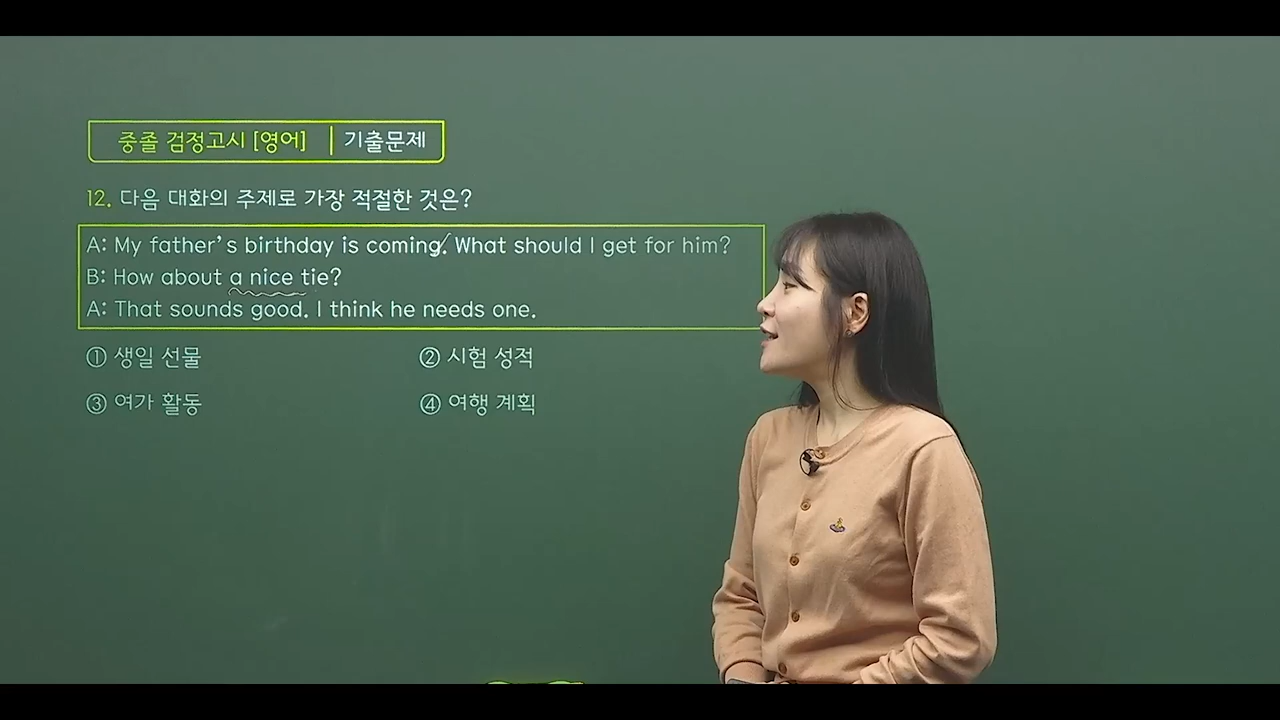 중졸 검정고시 [영어] | 기출문제
12. 다음 대화의 주제로 가장 적절한 것은?
A: My father's birthday is coming. What should I get for him?
B: How about a nice tie?
A: That sounds good. I think he needs one.
① 생일 선물 ② 시험 성적
③ 여가 활동 ④ 여행 계획